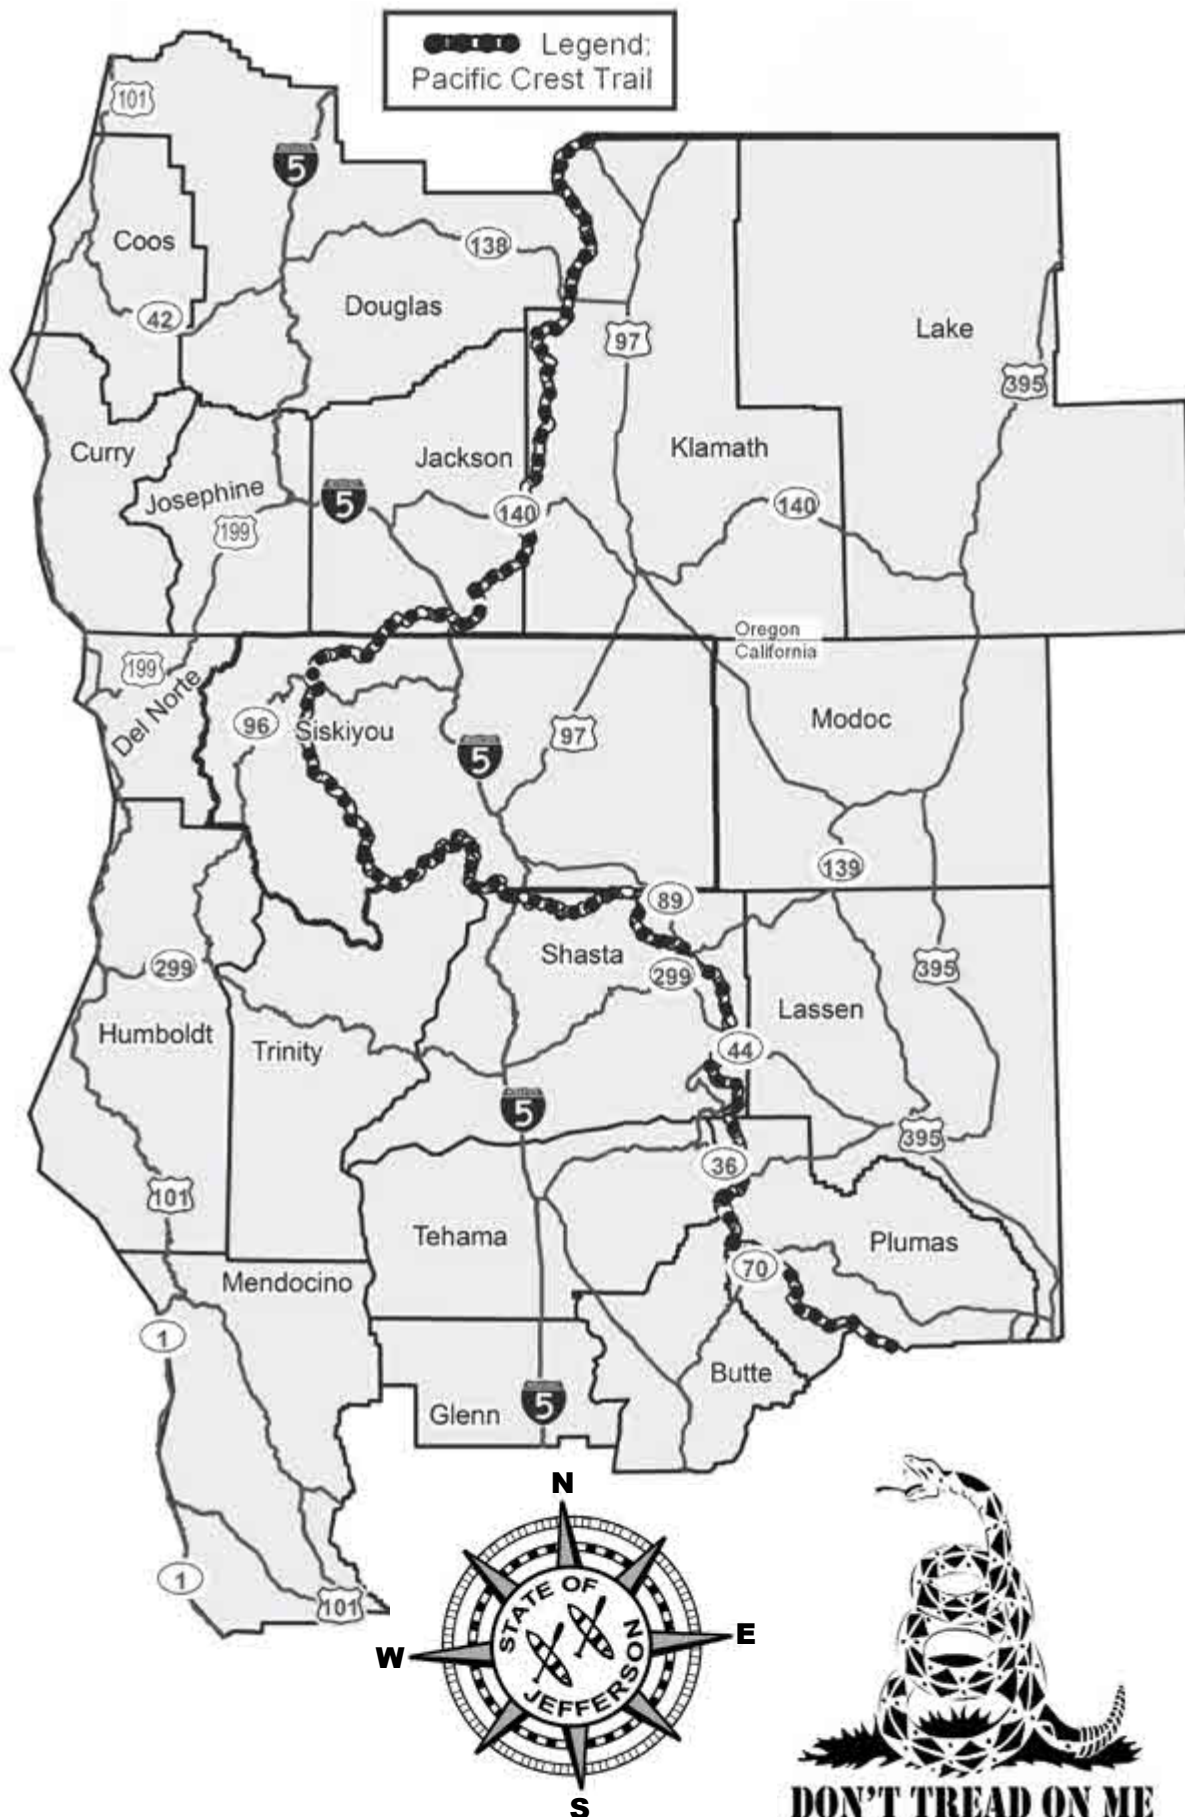 Legend:
Pacific Crest Trail
101
5
Coos
138
42
Douglas
97
Lake
395
Curry
Jackson
Klamath
Josephine
5
140
140
199
Oregon
California
199
Del Norte
96
Siskiyou
5
97
Modoc
139
89
299
Shasta
299
395
Humboldt
Trinity
Lassen
44
5
395
36
101
Tehama
Plumas
70
Mendocino
1
Butte
5
Glenn
N
1
101
STATE OF
JEFFERSON
W
E
S
DON'T TREAD ON ME